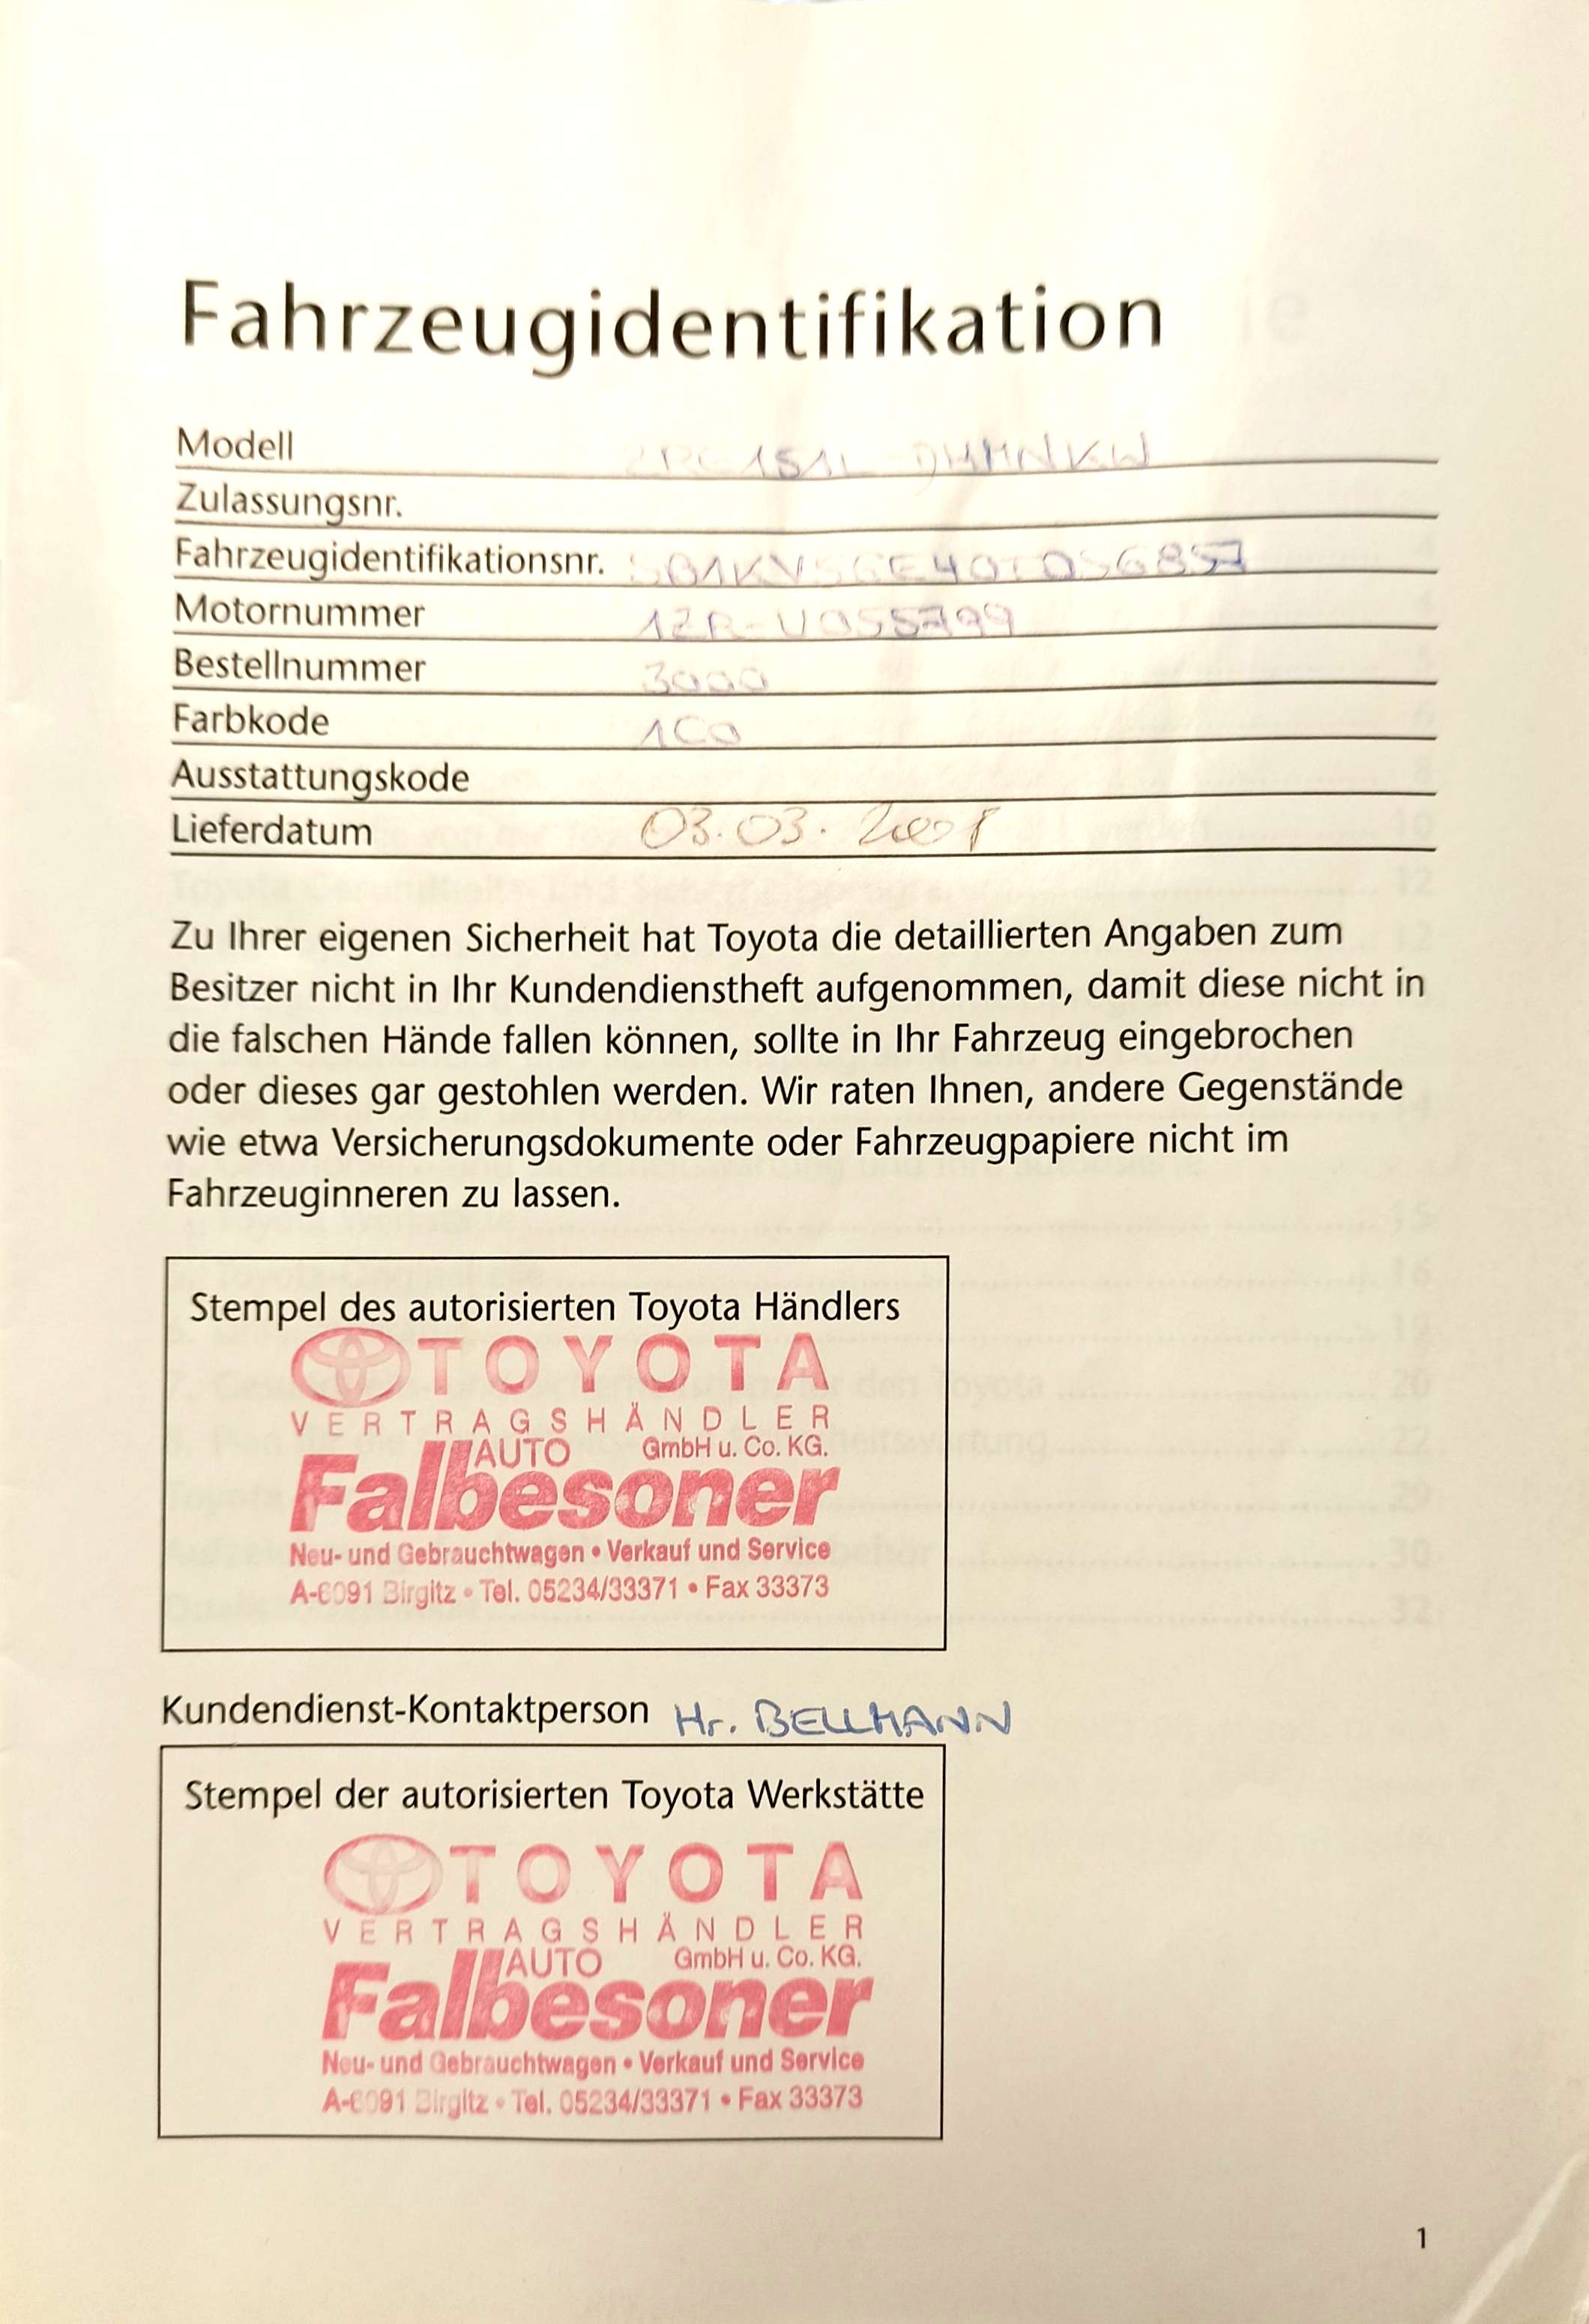 Fahrzeugidentifikation
Modell
Zulassungsnr.
Fahrzeugidentifikationsnr.
Motornummer 1ZR-U055799
Bestellnummer 3000
Farbkode 1C0
Ausstattungskode
Lieferdatum 03.03.
Zu Ihrer eigenen Sicherheit hat Toyota die detaillierten Angaben zum
Besitzer nicht in Ihr Kundendienstheft aufgenommen, damit diese nicht in
die falschen Hände fallen können, sollte in Ihr Fahrzeug eingebrochen
oder dieses gar gestohlen werden. Wir raten Ihnen, andere Gegenstände
wie etwa Versicherungsdokumente oder Fahrzeugpapiere nicht im
Fahrzeuginneren zu lassen.
Stempel des autorisierten Toyota Händlers
TOYOTA
VERTRAGSHÄNDLER
AUTO GmbH u. Co. KG.
Falbesoner
Neu- und Gebrauchtwagen • Verkauf und Service
A-6091 Birgitz • Tel. 05234/33371 • Fax 33373
Kundendienst-Kontaktperson Hr. BELLMANN
Stempel der autorisierten Toyota Werkstätte
TOYOTA
VERTRAGSHÄNDLER
AUTO GmbH u. Co. KG.
Falbesoner
Neu- und Gebrauchtwagen • Verkauf und Service
A-6091 Birgitz • Tel. 05234/33371 • Fax 33373
1